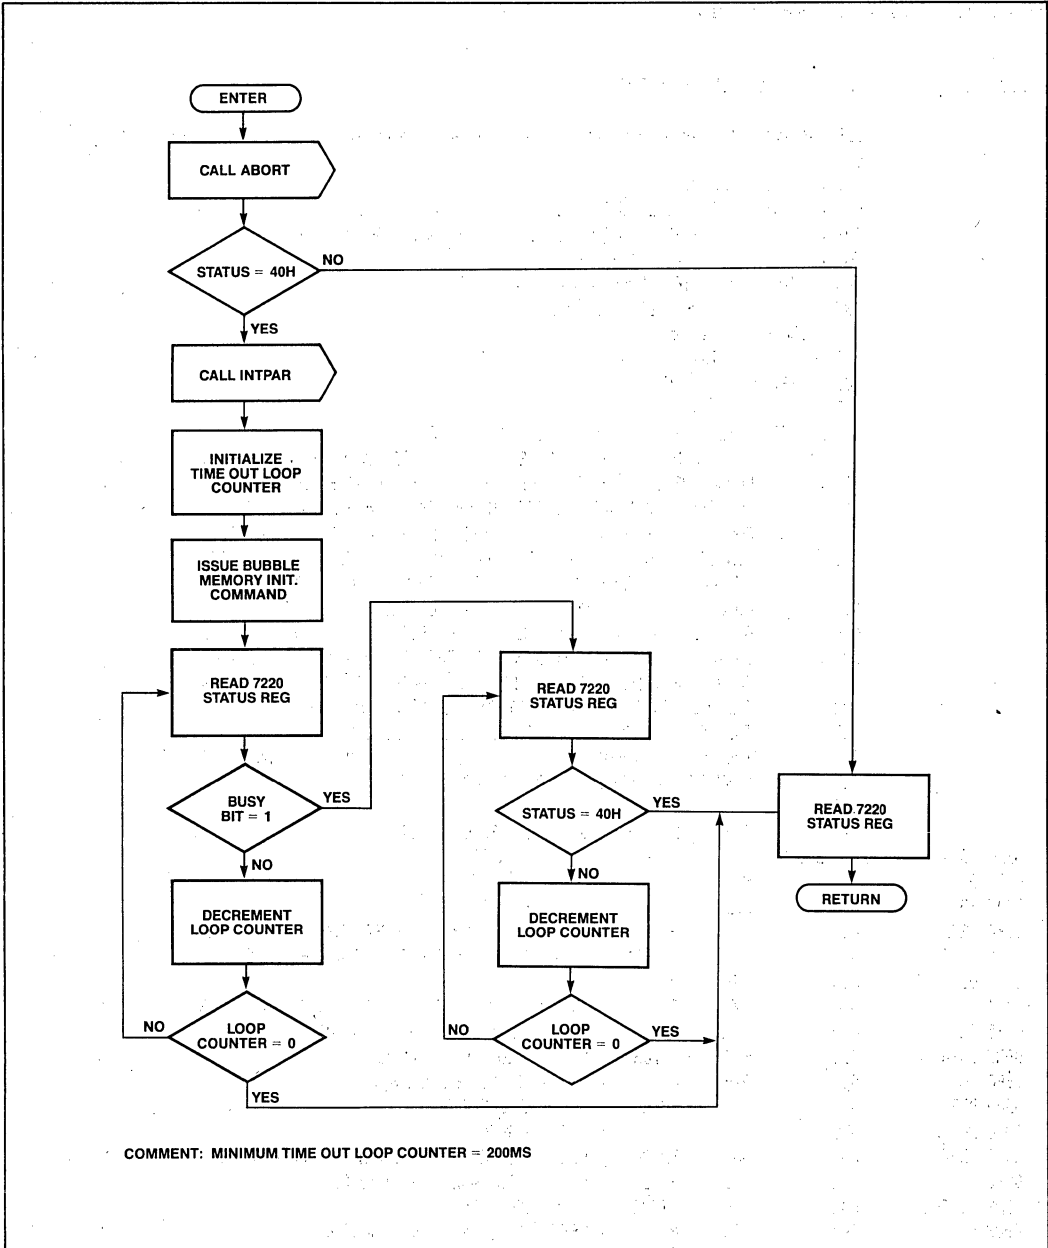 ENTER
CALL ABORT
STATUS = 40H
NO
YES
CALL INTPAR
INITIALIZE
TIME OUT LOOP
COUNTER
ISSUE BUBBLE
MEMORY INIT.
COMMAND
READ 7220
STATUS REG
BUSY
BIT = 1
YES
NO
DECREMENT
LOOP COUNTER
LOOP
COUNTER = 0
NO
YES
READ 7220
STATUS REG
STATUS = 40H
YES
NO
DECREMENT
LOOP COUNTER
LOOP
COUNTER = 0
NO
YES
READ 7220
STATUS REG
RETURN
COMMENT: MINIMUM TIME OUT LOOP COUNTER = 200MS